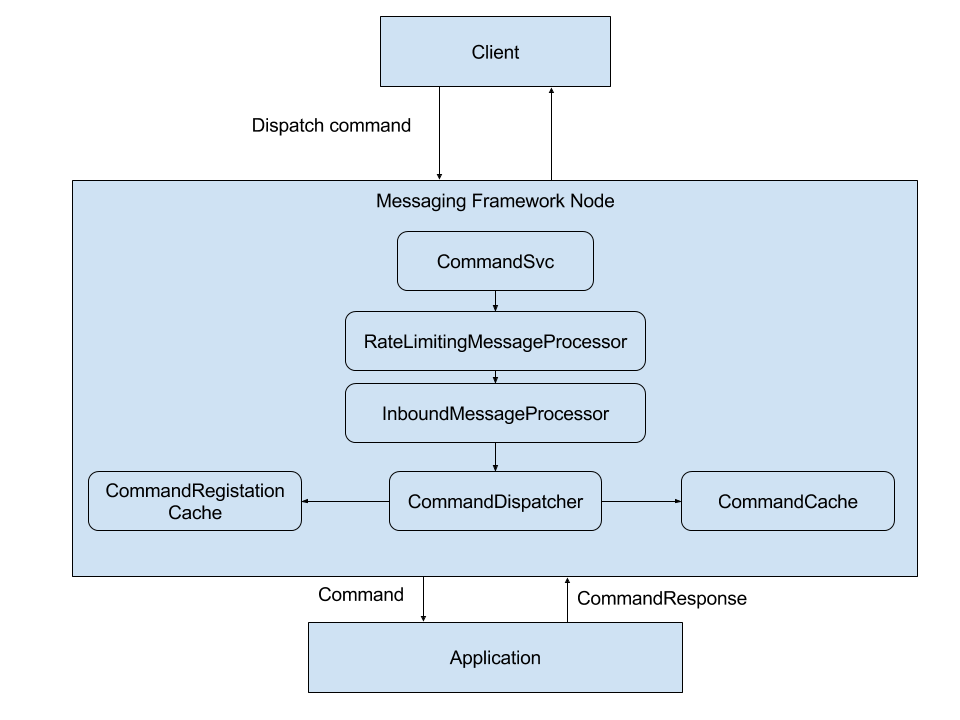 Client
Dispatch command
Messaging Framework Node
CommandSvc
RateLimitingMessageProcessor
InboundMessageProcessor
CommandRegistation
Cache
CommandDispatcher
CommandCache
Command
CommandResponse
Application